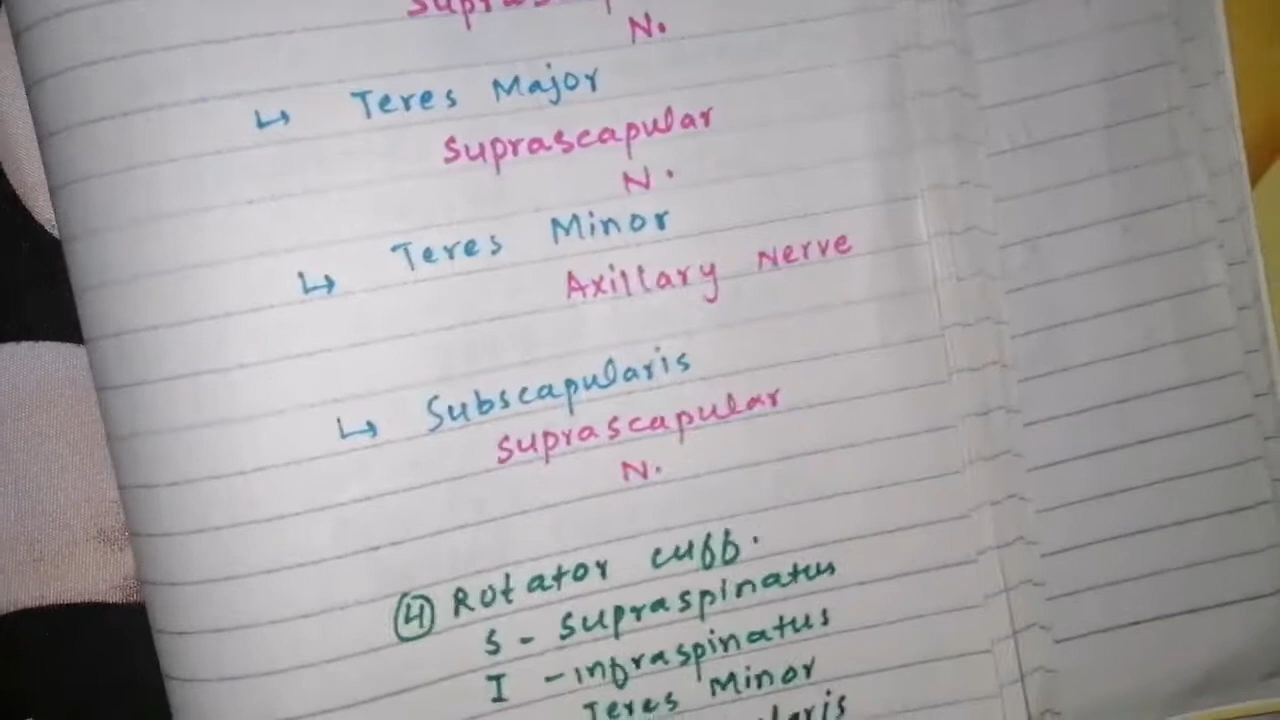 N.
↳ Teres Major
Suprascapular
N.
↳ Teres Minor
Axillary Nerve
↳ Subscapularis
suprascapular
N.
④ Rotator cuff.
S - supraspinatus
I - infraspinatus
Teres Minor